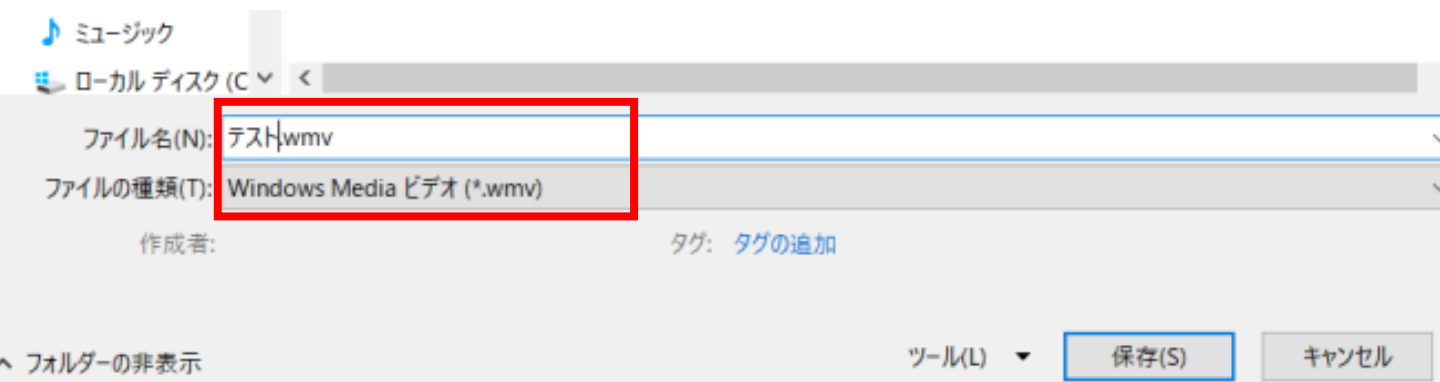 ミュージック
ローカル ディスク (C
ファイル名(N): テスト.wmv
ファイルの種類(T): Windows Media ビデオ (*.wmv)
作成者: タグ: タグの追加
フォルダーの非表示 ツール(L) 保存(S) キャンセル